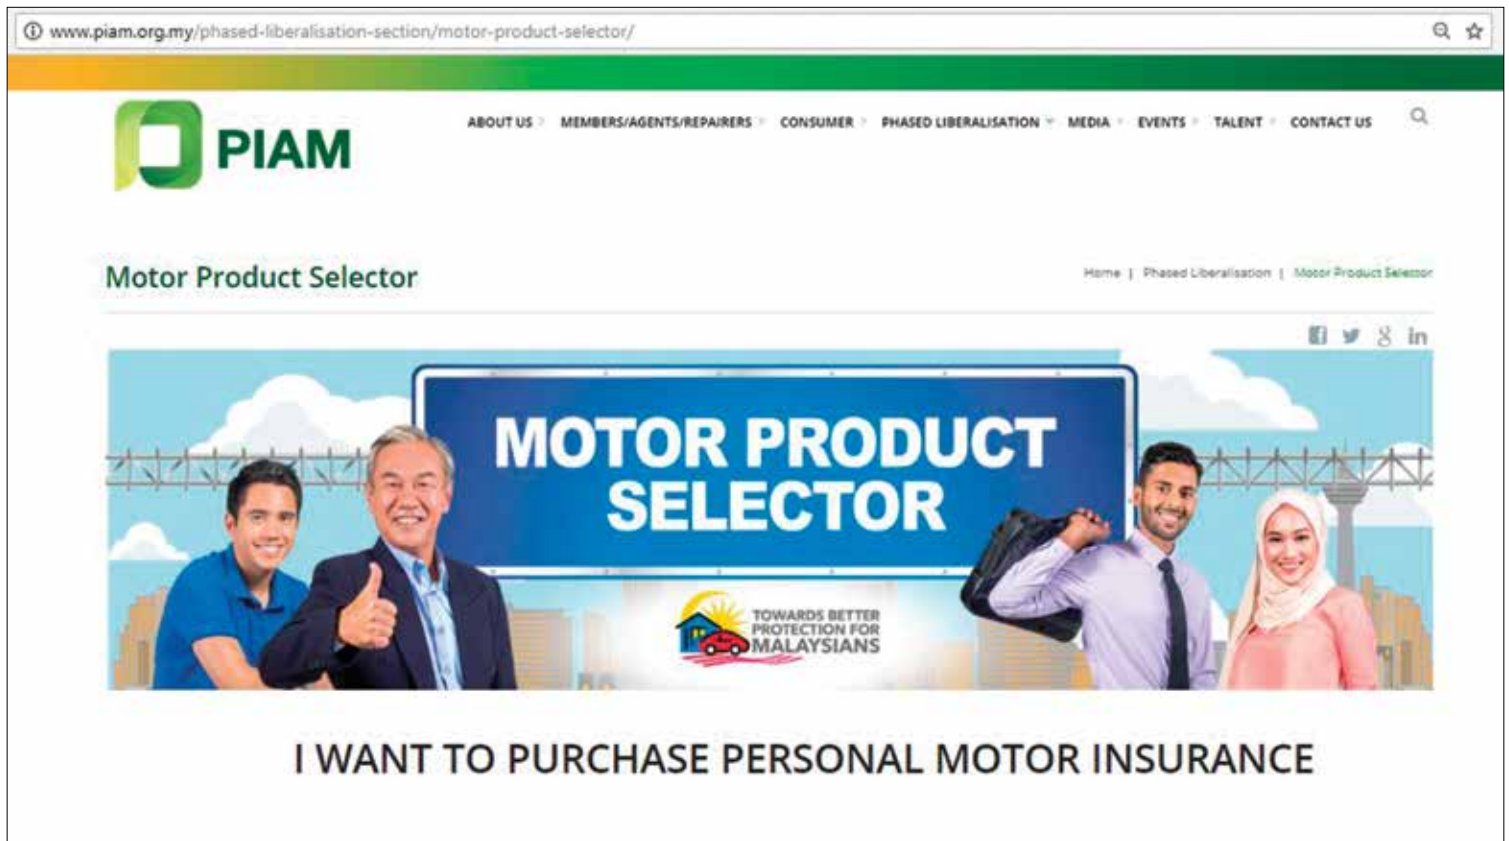 www.piam.org.my/phased-liberalisation-section/motor-product-selector/
PIAM
ABOUT US MEMBERS/AGENTS/REPAIRERS CONSUMER PHASED LIBERALISATION MEDIA EVENTS TALENT CONTACT US
Motor Product Selector
Home | Phased Liberalisation | Motor Product Selector
MOTOR PRODUCT
SELECTOR
TOWARDS BETTER
PROTECTION FOR
MALAYSIANS
I WANT TO PURCHASE PERSONAL MOTOR INSURANCE